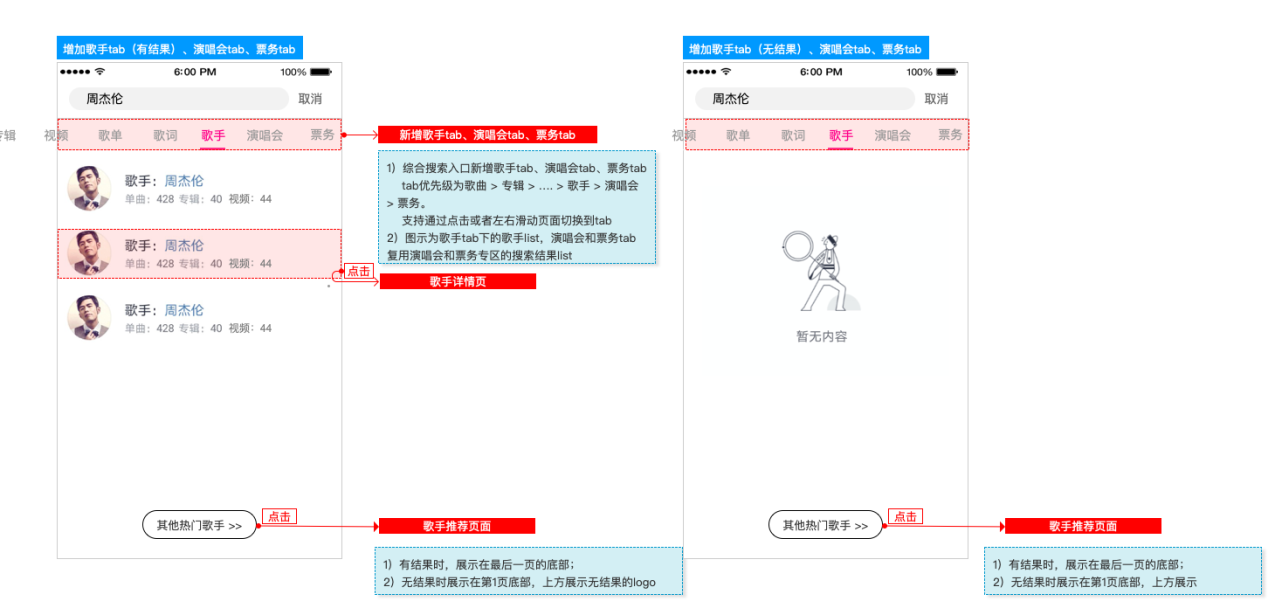 增加歌手tab（有结果）、演唱会tab、票务tab
6:00 PM
100%
周杰伦
取消
专辑 视频 歌单 歌词 歌手 演唱会 票务
歌手：周杰伦
单曲：428 专辑：40 视频：44
歌手：周杰伦
单曲：428 专辑：40 视频：44
点击
歌手：周杰伦
单曲：428 专辑：40 视频：44
其他热门歌手 >>
点击
新增歌手tab、演唱会tab、票务tab
1）综合搜索入口新增歌手tab、演唱会tab、票务tab
tab优先级为歌曲 > 专辑 > .... > 歌手 > 演唱会
> 票务。
支持通过点击或者左右滑动页面切换到tab
2）图示为歌手tab下的歌手list，演唱会和票务tab
复用演唱会和票务专区的搜索结果list
歌手详情页
歌手推荐页面
1）有结果时，展示在最后一页的底部；
2）无结果时展示在第1页底部，上方展示无结果的logo
增加歌手tab（无结果）、演唱会tab、票务tab
6:00 PM
100%
周杰伦
取消
视频 歌单 歌词 歌手 演唱会 票务
暂无内容
其他热门歌手 >>
点击
歌手推荐页面
1）有结果时，展示在最后一页的底部；
2）无结果时展示在第1页底部，上方展示